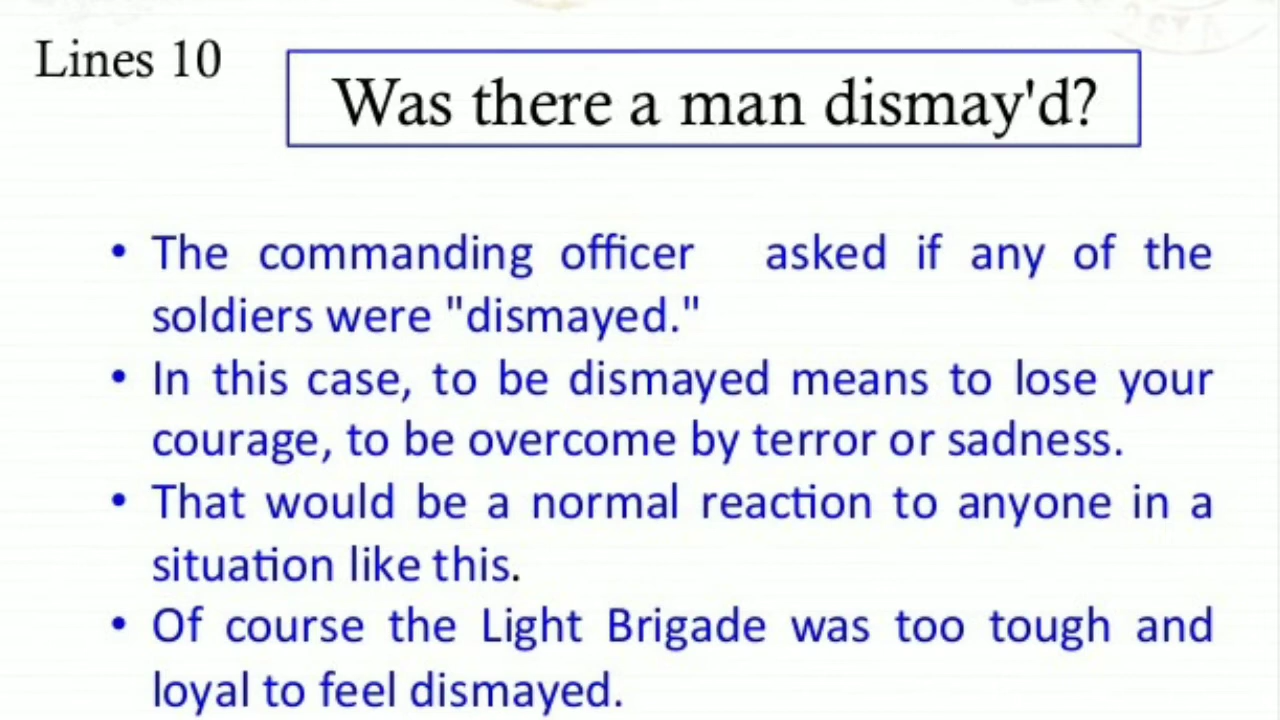 Lines 10
Was there a man dismay'd?
• The commanding officer asked if any of the
soldiers were "dismayed."
• In this case, to be dismayed means to lose your
courage, to be overcome by terror or sadness.
• That would be a normal reaction to anyone in a
situation like this.
• Of course the Light Brigade was too tough and
loyal to feel dismayed.